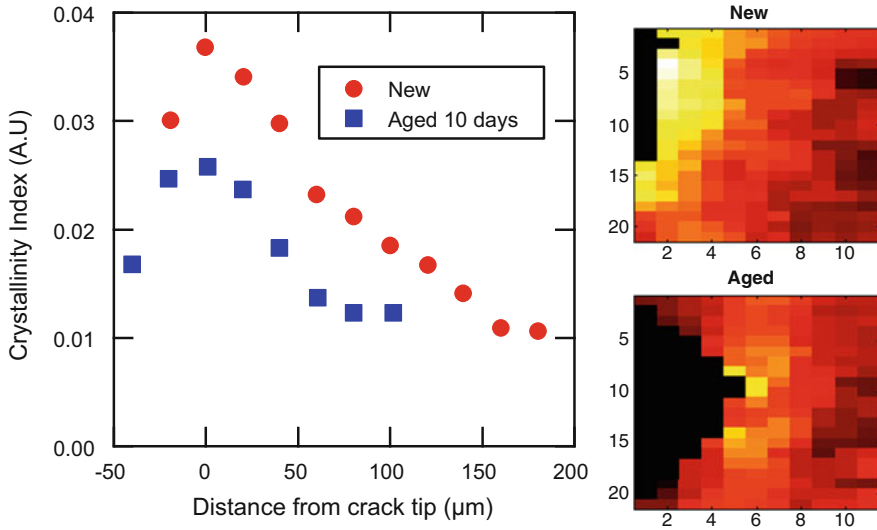 0.04
0.03
0.02
0.01
0.00
Crystallinity Index (A.U)
-50 0 50 100 150 200
Distance from crack tip (µm)
New
Aged 10 days
New
5
10
15
20
2 4 6 8 10
Aged
5
10
15
20
2 4 6 8 10